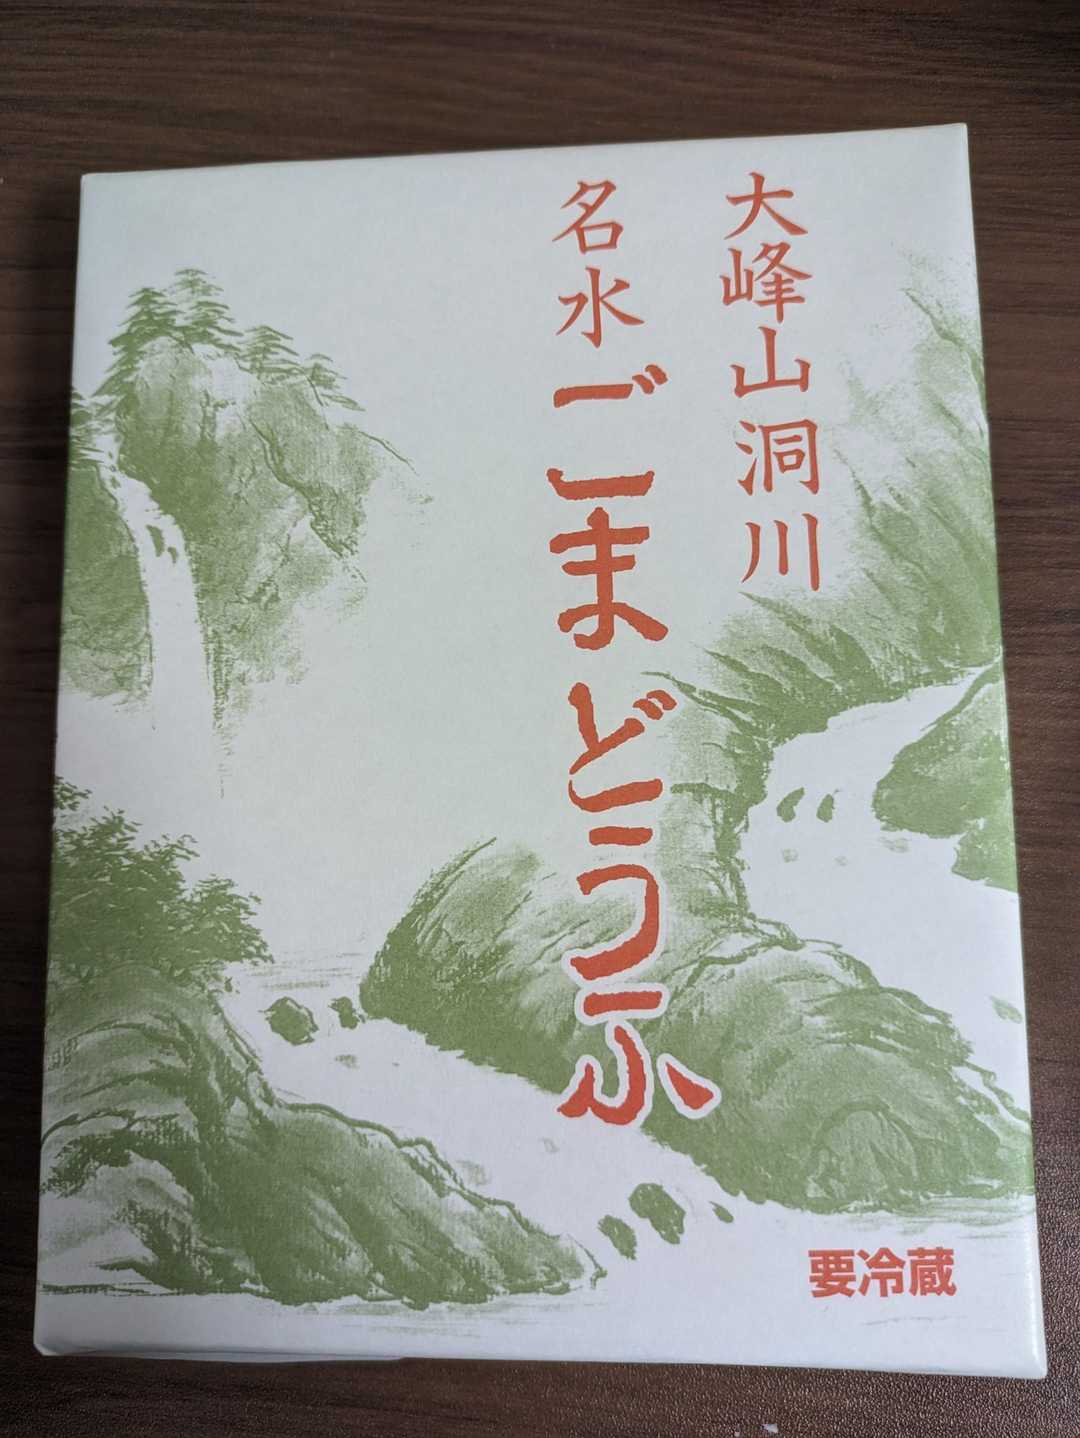 大峰山洞川
名水ごまどうふ
要冷蔵